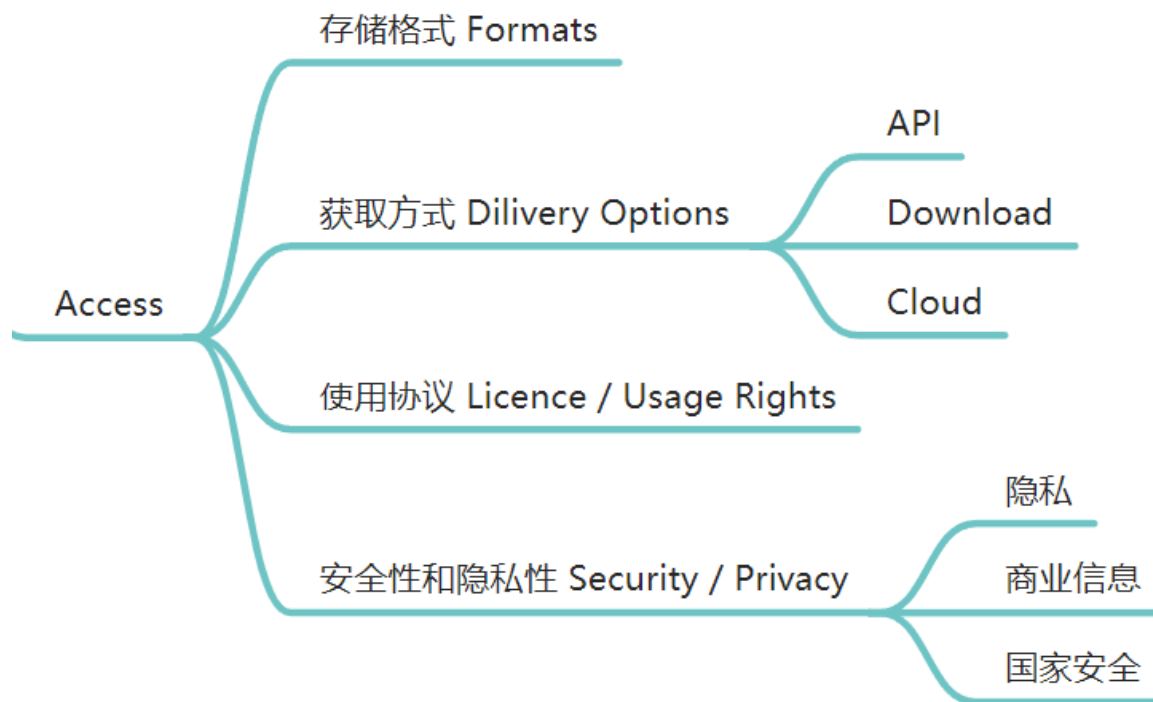 存储格式 Formats
API
获取方式 Dilivery Options
Download
Cloud
Access
使用协议 Licence / Usage Rights
隐私
安全性和隐私性 Security / Privacy
商业信息
国家安全